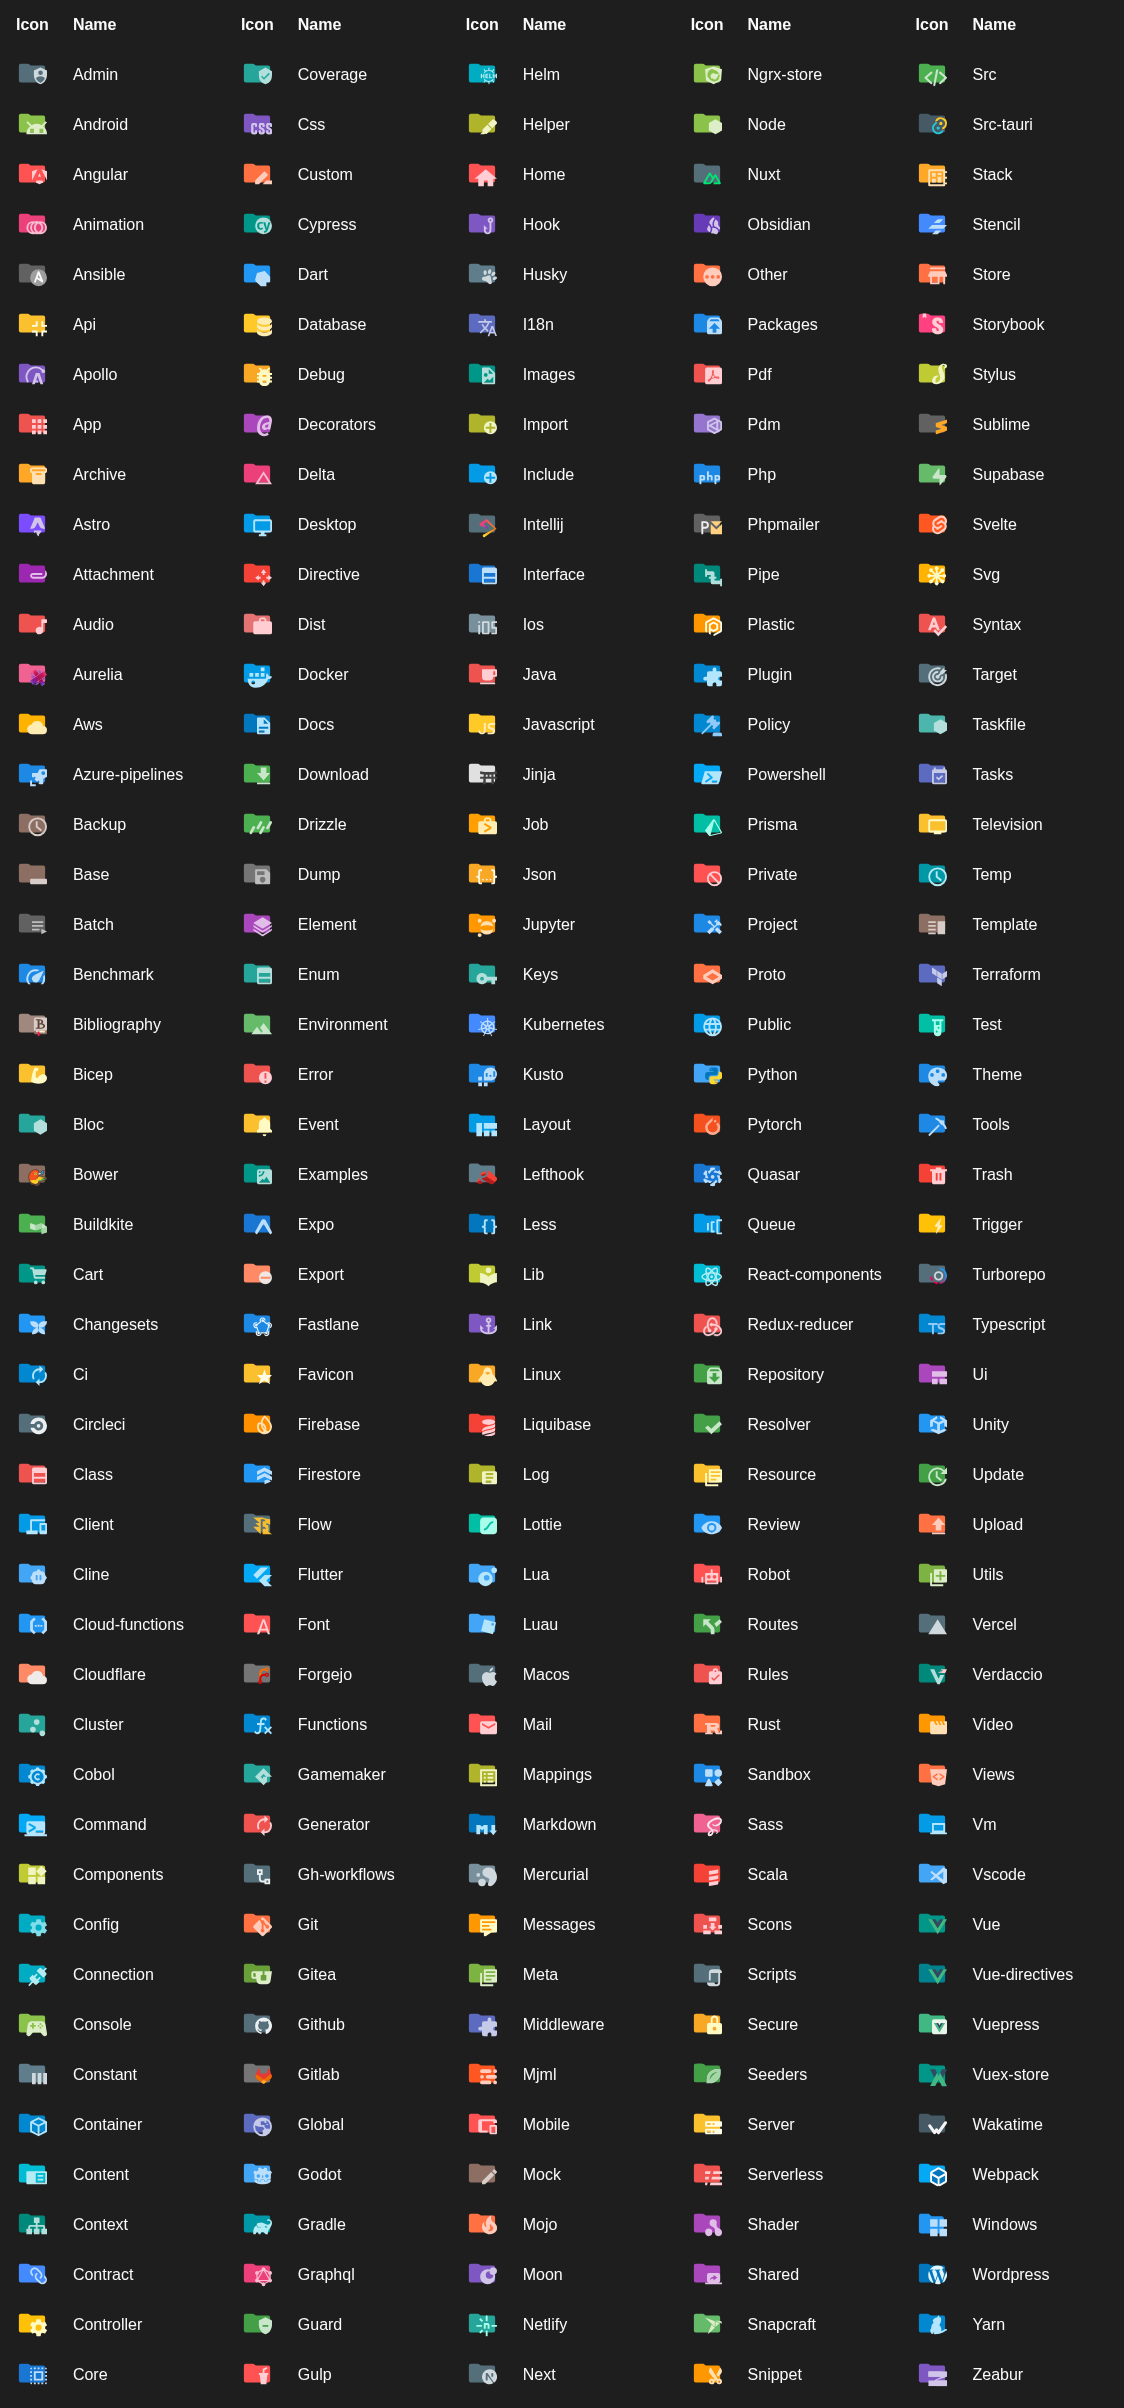 Icon Name Icon Name Icon Name Icon Name Icon Name
Admin Coverage Helm Ngrx-store Src
Android Css Helper Node Src-tauri
Angular Custom Home Nuxt Stack
Animation Cypress Hook Obsidian Stencil
Ansible Dart Husky Other Store
Api Database I18n Packages Storybook
Apollo Debug Images Pdf Stylus
App Decorators Import Pdm Sublime
Archive Delta Include Php Supabase
Astro Desktop Intellij Phpmailer Svelte
Attachment Directive Interface Pipe Svg
Audio Dist Ios Plastic Syntax
Aurelia Docker Java Plugin Target
Aws Docs Javascript Policy Taskfile
Azure-pipelines Download Jinja Powershell Tasks
Backup Drizzle Job Prisma Television
Base Dump Json Private Temp
Batch Element Jupyter Project Template
Benchmark Enum Keys Proto Terraform
Bibliography Environment Kubernetes Public Test
Bicep Error Kusto Python Theme
Bloc Event Layout Pytorch Tools
Bower Examples Lefthook Quasar Trash
Buildkite Expo Less Queue Trigger
Cart Export Lib React-components Turborepo
Changesets Fastlane Link Redux-reducer Typescript
Ci Favicon Linux Repository Ui
Circleci Firebase Liquibase Resolver Unity
Class Firestore Log Resource Update
Client Flow Lottie Review Upload
Cline Flutter Lua Robot Utils
Cloud-functions Font Luau Routes Vercel
Cloudflare Forgejo Macos Rules Verdaccio
Cluster Functions Mail Rust Video
Cobol Gamemaker Mappings Sandbox Views
Command Generator Markdown Sass Vm
Components Gh-workflows Mercurial Scala Vscode
Config Git Messages Scons Vue
Connection Gitea Meta Scripts Vue-directives
Console Github Middleware Secure Vuepress
Constant Gitlab Mjml Seeders Vuex-store
Container Global Mobile Server Wakatime
Content Godot Mock Serverless Webpack
Context Gradle Mojo Shader Windows
Contract Graphql Moon Shared Wordpress
Controller Guard Netlify Snapcraft Yarn
Core Gulp Next Snippet Zeabur